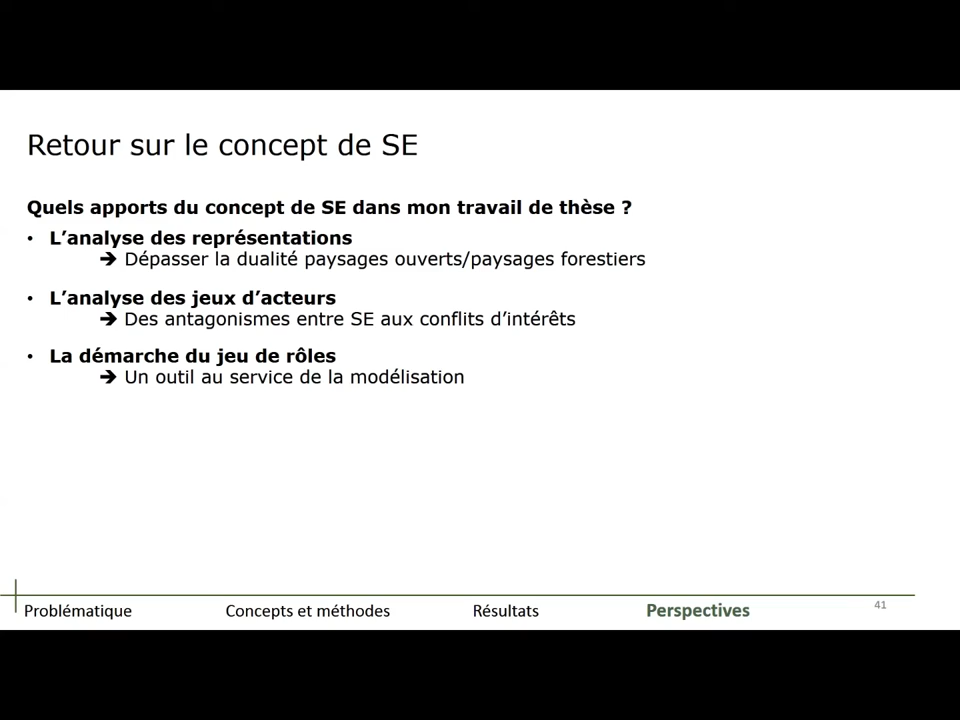 Retour sur le concept de SE
Quels apports du concept de SE dans mon travail de thèse ?
• L’analyse des représentations
➔ Dépasser la dualité paysages ouverts/paysages forestiers
• L’analyse des jeux d’acteurs
➔ Des antagonismes entre SE aux conflits d’intérêts
• La démarche du jeu de rôles
➔ Un outil au service de la modélisation
Problématique Concepts et méthodes Résultats Perspectives 41